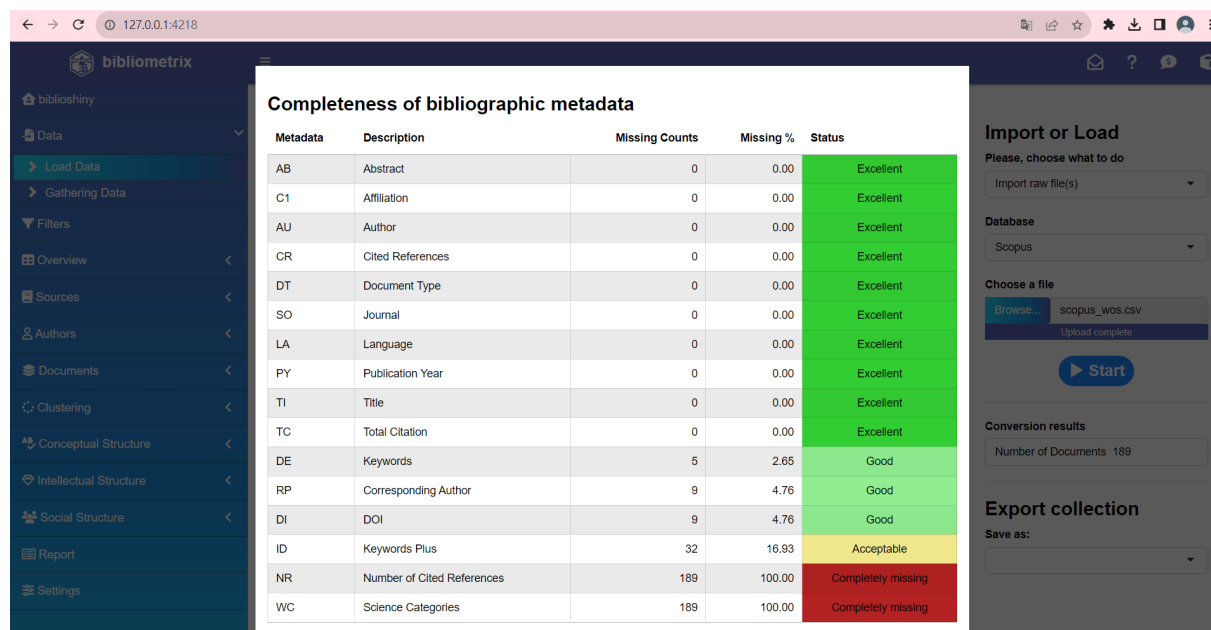 127.0.0.1:4218
bibliometrix
biblioshiny
Data
Load Data
Gathering Data
Filters
Overview
Sources
Authors
Documents
Clustering
Conceptual Structure
Intellectual Structure
Social Structure
Report
Settings
Completeness of bibliographic metadata
Metadata Description Missing Counts Missing % Status
AB Abstract 0 0.00 Excellent
C1 Affiliation 0 0.00 Excellent
AU Author 0 0.00 Excellent
CR Cited References 0 0.00 Excellent
DT Document Type 0 0.00 Excellent
SO Journal 0 0.00 Excellent
LA Language 0 0.00 Excellent
PY Publication Year 0 0.00 Excellent
TI Title 0 0.00 Excellent
TC Total Citation 0 0.00 Excellent
DE Keywords 5 2.65 Good
RP Corresponding Author 9 4.76 Good
DI DOI 9 4.76 Good
ID Keywords Plus 32 16.93 Acceptable
NR Number of Cited References 189 100.00 Completely missing
WC Science Categories 189 100.00 Completely missing
Import or Load
Please, choose what to do
Import raw file(s)
Database
Scopus
Choose a file
Browse... scopus_wos.csv
Upload complete
Start
Conversion results
Number of Documents 189
Export collection
Save as: